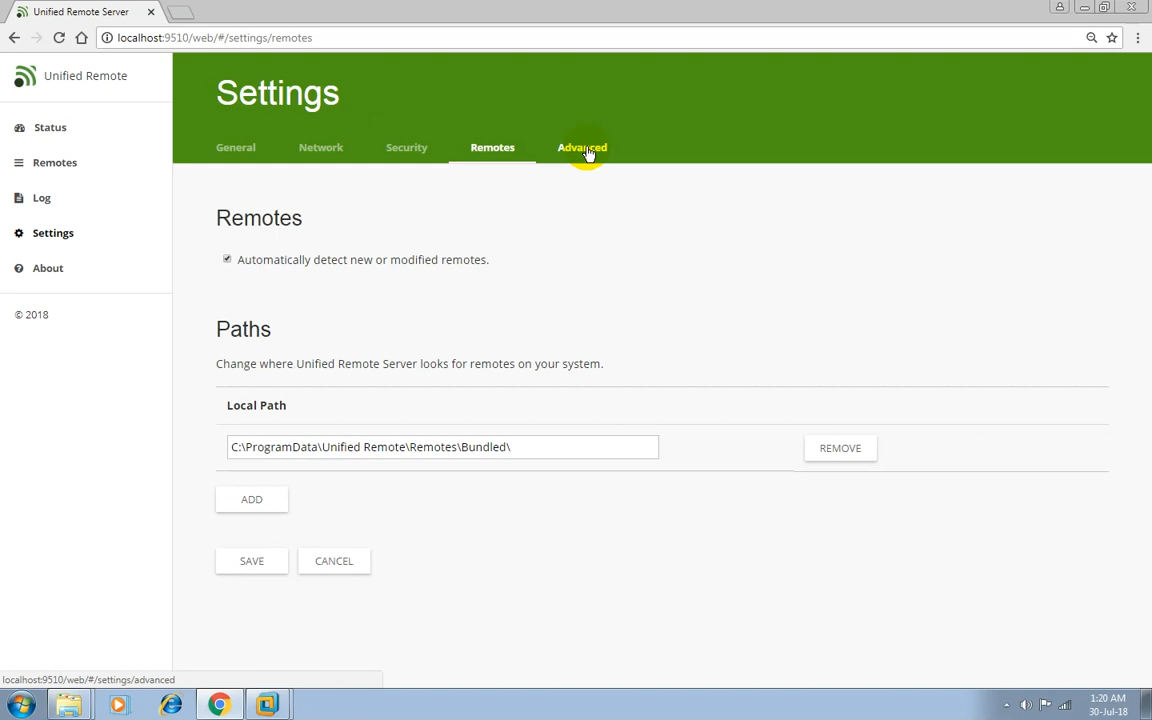 Unified Remote Server
localhost:9510/web/#/settings/remotes
Unified Remote
Status
Remotes
Log
Settings
About
© 2018
Settings
General
Network
Security
Remotes
Advanced
Remotes
Automatically detect new or modified remotes.
Paths
Change where Unified Remote Server looks for remotes on your system.
Local Path
C:\ProgramData\Unified Remote\Remotes\Bundled\
REMOVE
ADD
SAVE
CANCEL
localhost:9510/web/#/settings/advanced
1:20 AM
30-Jul-18